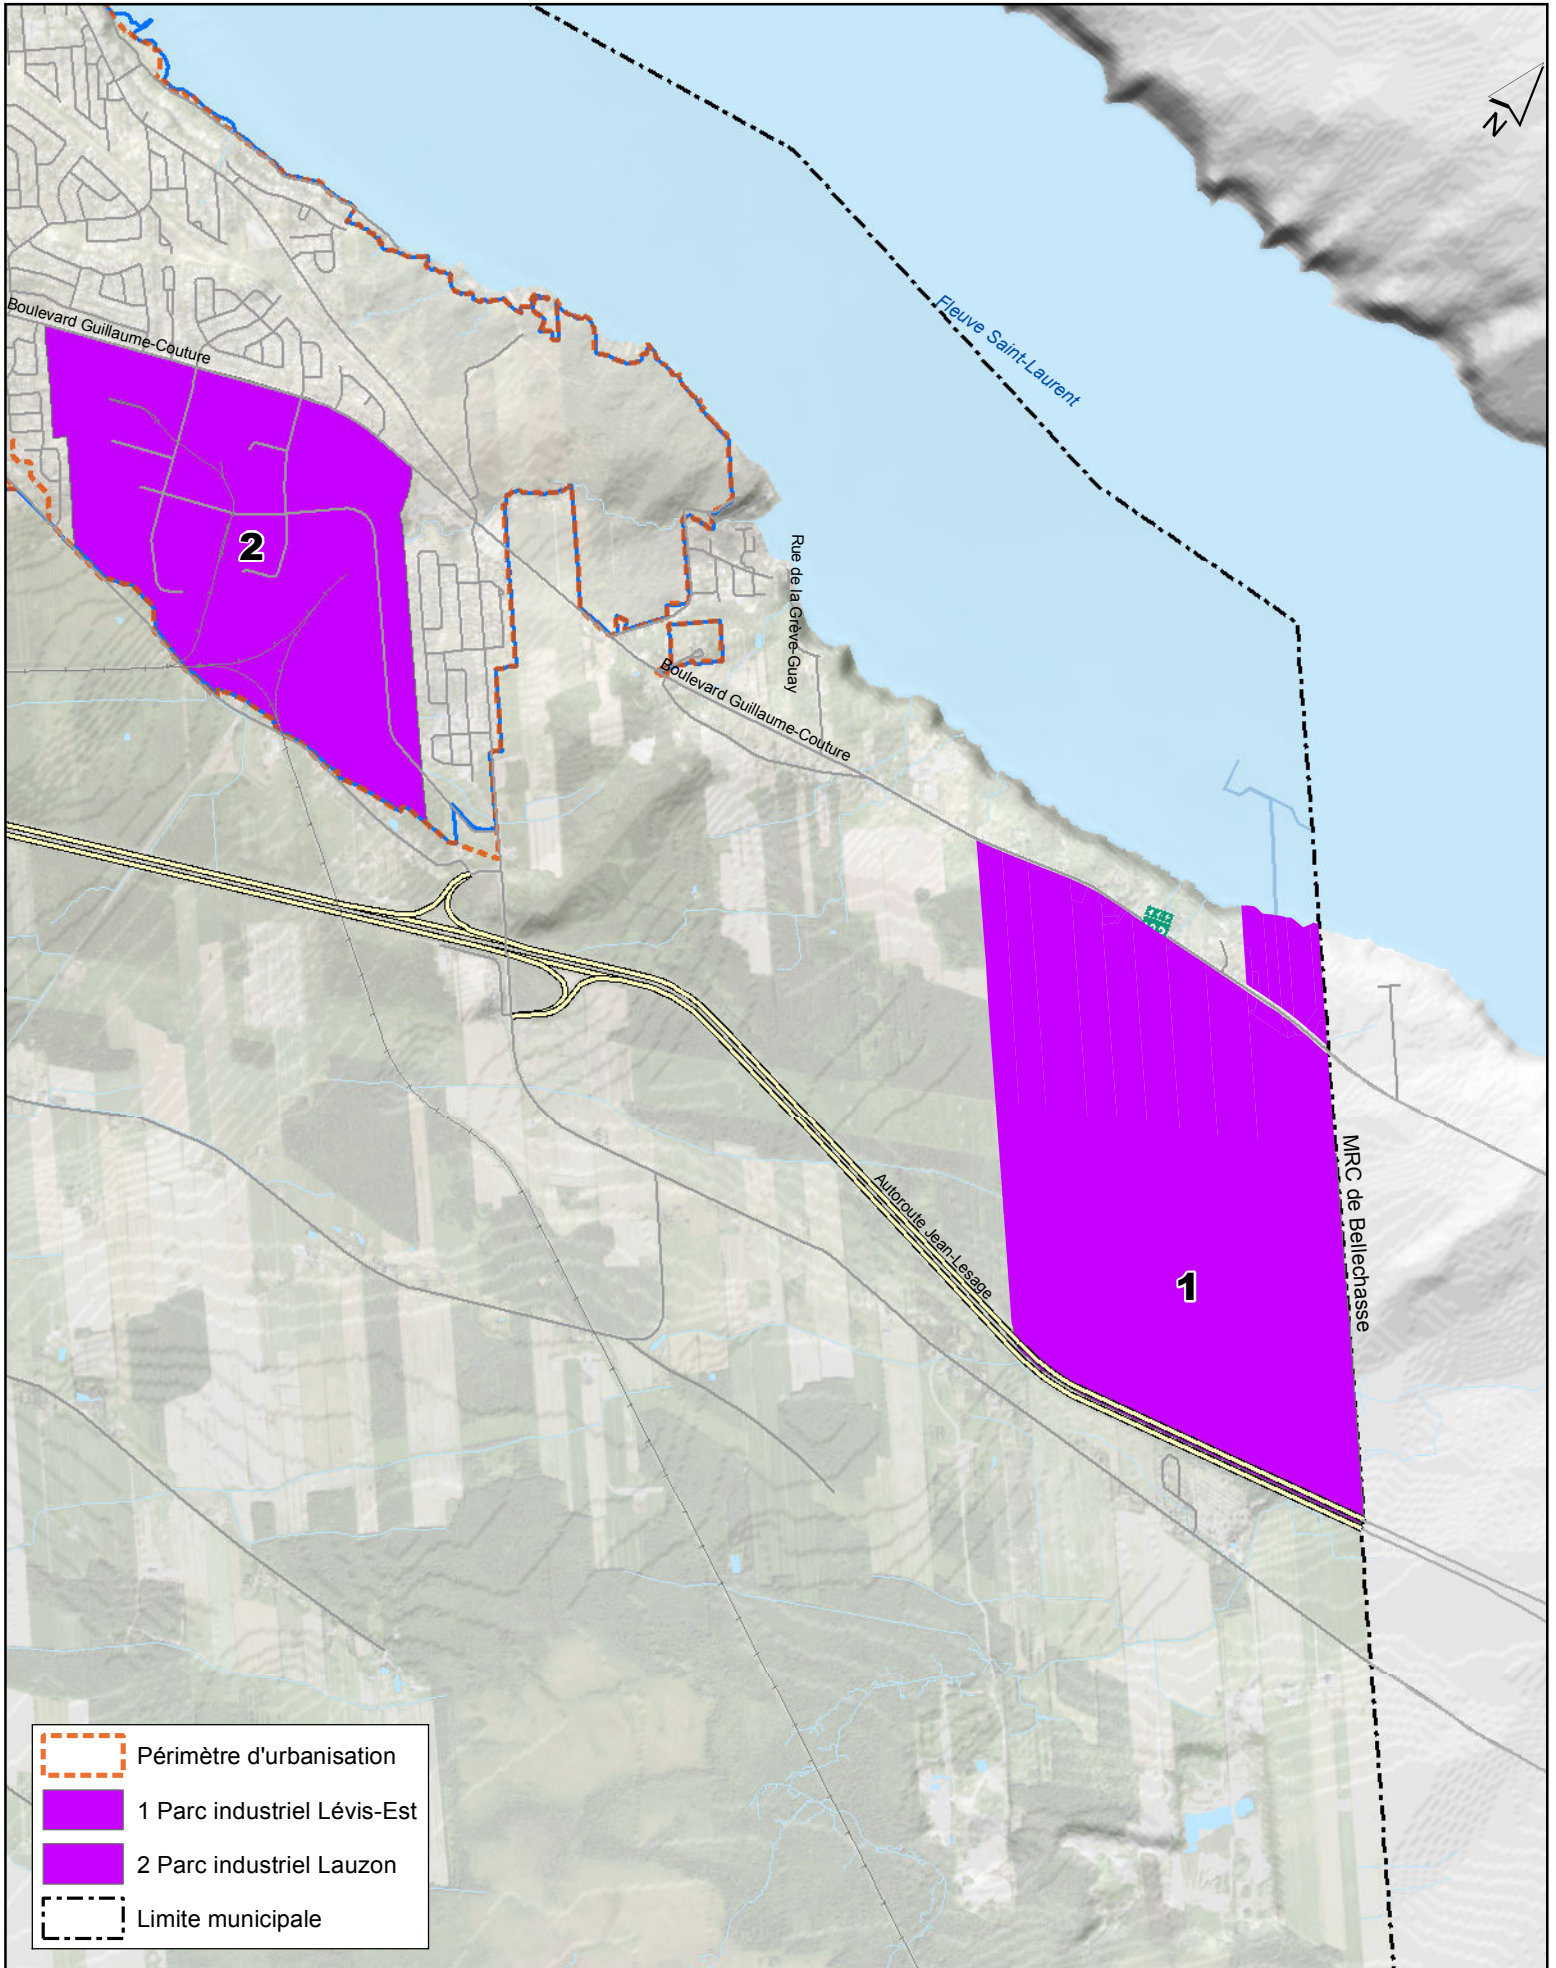 N
Boulevard Guillaume-Couture
Fleuve Saint-Laurent
2
Rue de la Grève-Guay
Boulevard Guillaume-Couture
MRC de Bellechasse
Autoroute Jean-Lesage
1
Périmètre d'urbanisation
1 Parc industriel Lévis-Est
2 Parc industriel Lauzon
Limite municipale